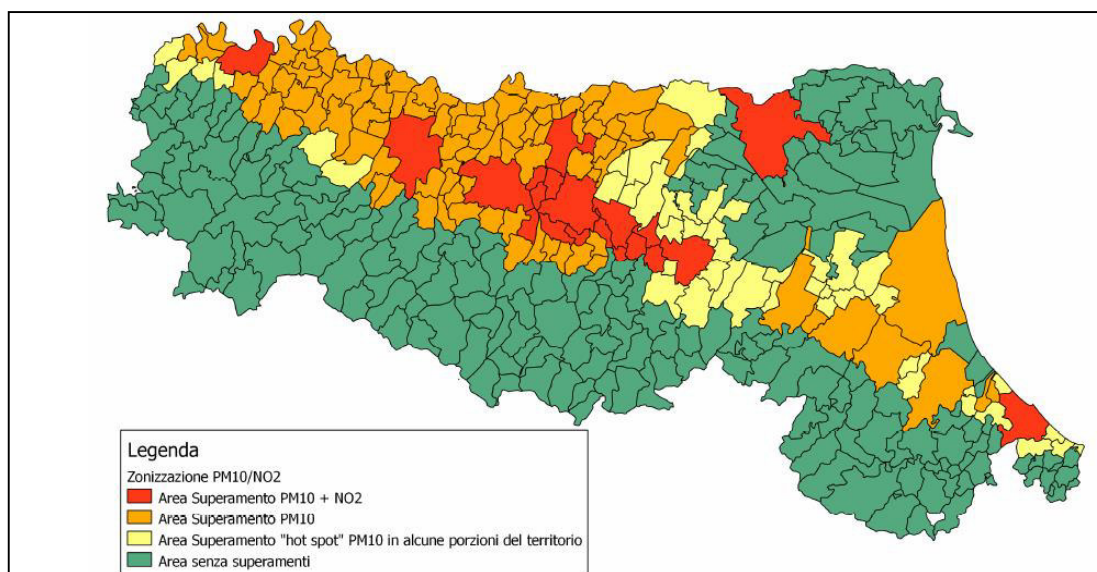 Legenda
Zonizzazione PM10/NO2
Area Superamento PM10 + NO2
Area Superamento PM10
Area Superamento "hot spot" PM10 in alcune porzioni del territorio
Area senza superamenti